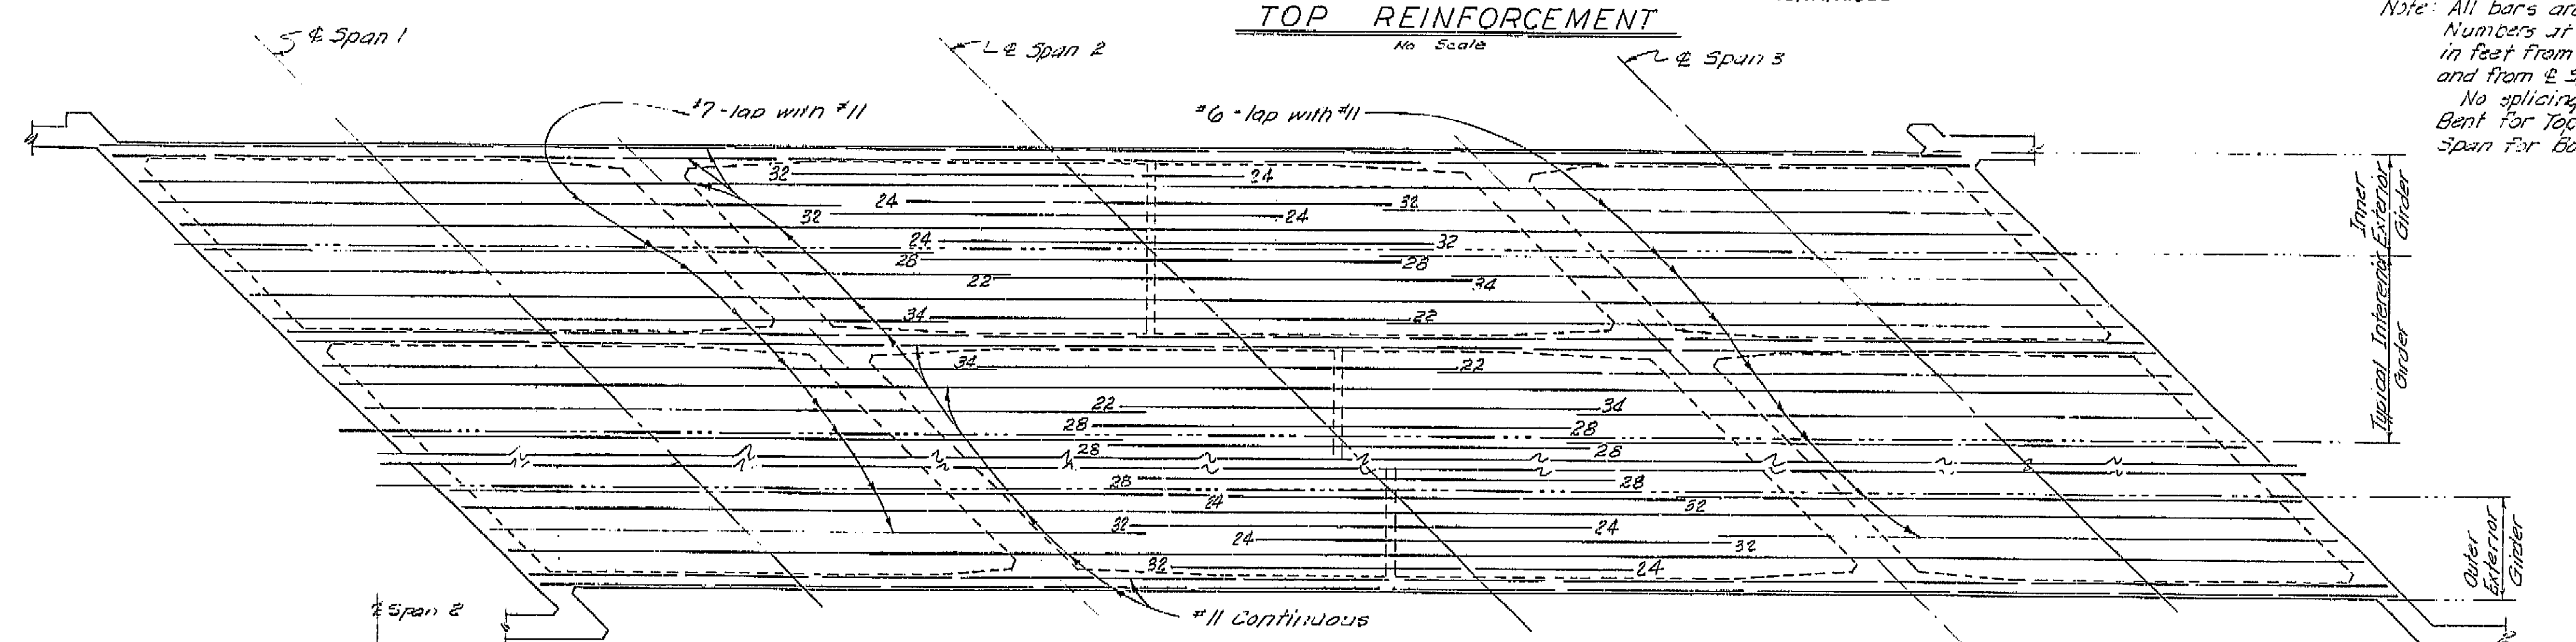 TOP REINFORCEMENT
No Scale
Note: All bars are
Numbers at
in feet from
and from ℄ S
No splicing
Bent for Top
Span for Bo
℄ Span 1
℄ Span 2
℄ Span 3
#7-lap with #11
#6-lap with #11
32
24
24
32
32
24
24
32
28
28
22
34
34
22
34
22
22
34
28
28
28
28
28
28
24
32
32
24
24
32
32
24
Inner
Exterior
Girder
Typical Interior
Girder
Outer
Exterior
Girder
#11 Continuous
℄ Span 2